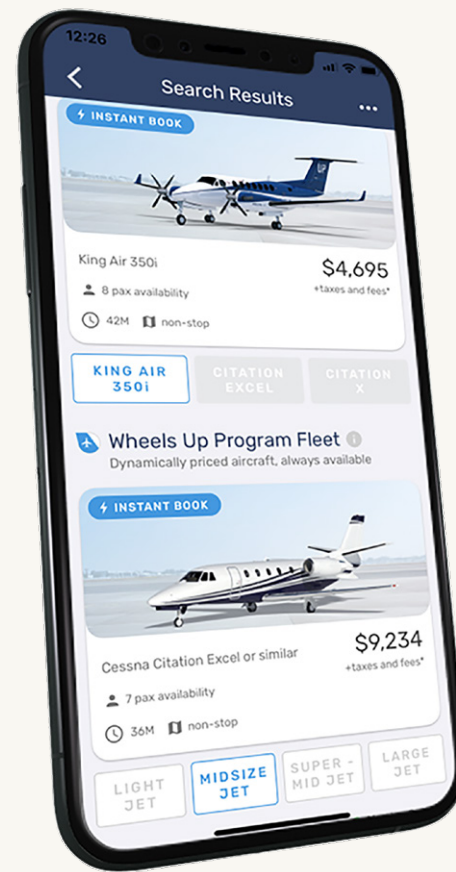 12:26
Search Results
INSTANT BOOK
UP
King Air 350i
$4,695
8 pax availability
+taxes and fees*
42M non-stop
KING AIR
350i
CITATION
EXCEL
CITATION
X
Wheels Up Program Fleet
Dynamically priced aircraft, always available
INSTANT BOOK
Cessna Citation Excel or similar
$9,234
7 pax availability
+taxes and fees*
36M non-stop
LIGHT
JET
MIDSIZE
JET
SUPER -
MID JET
LARGE
JET